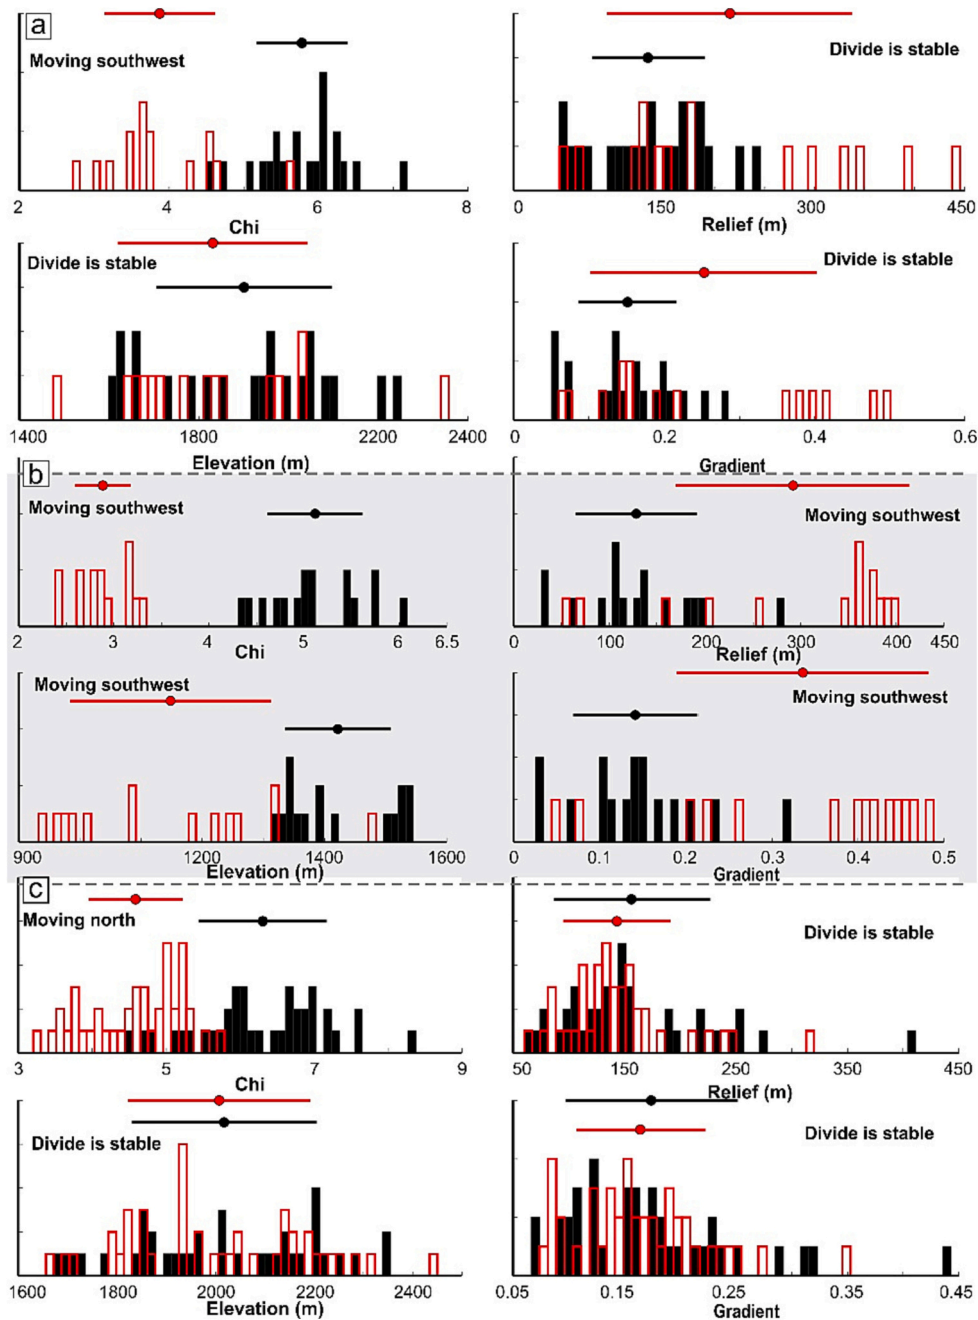 a
Moving southwest
Divide is stable
2 4 6 8
Chi
0 150 300 450
Relief (m)
Divide is stable
Divide is stable
1400 1800 2200 2400
Elevation (m)
0 0.2 0.4 0.6
Gradient
b
Moving southwest
Moving southwest
2 3 4 5 6 6.5
Chi
0 100 200 300 400 450
Relief (m)
Moving southwest
Moving southwest
900 1200 1400 1600
Elevation (m)
0 0.1 0.2 0.3 0.4 0.5
Gradient
c
Moving north
Divide is stable
3 5 7 9
Chi
50 150 250 350 450
Relief (m)
Divide is stable
Divide is stable
1600 1800 2000 2200 2400
Elevation (m)
0.05 0.15 0.25 0.35 0.45
Gradient